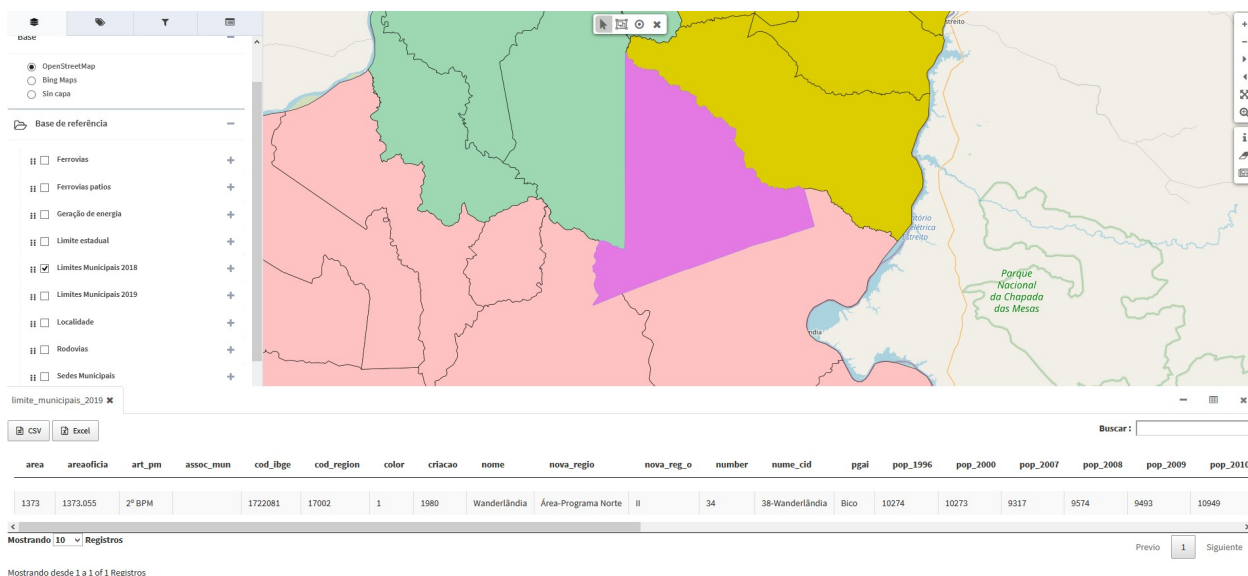 Base
OpenStreetMap
Bing Maps
Sin capa
Base de referência
Ferrovias
Ferrovias patios
Geração de energia
Limite estadual
Limites Municipais 2018
Limites Municipais 2019
Localidade
Rodovias
Sedes Municipais
streito
Parque
Nacional
da Chapada
das Mesas
limite_municipais_2019
CSV Excel
Buscar :
area areaoficia art_pm assoc_mun cod_ibge cod_region color criacao nome nova_regio nova_reg_o number nume_cid pgai pop_1996 pop_2000 pop_2007 pop_2008 pop_2009 pop_2010
1373 1373.055 2º BPM 1722081 17002 1 1980 Wanderlândia Área-Programa Norte II 34 38-Wanderlândia Bico 10274 10273 9317 9574 9493 10949
Mostrando 10 Registros
Previo 1 Siguiente
Mostrando desde 1 a 1 of 1 Registros